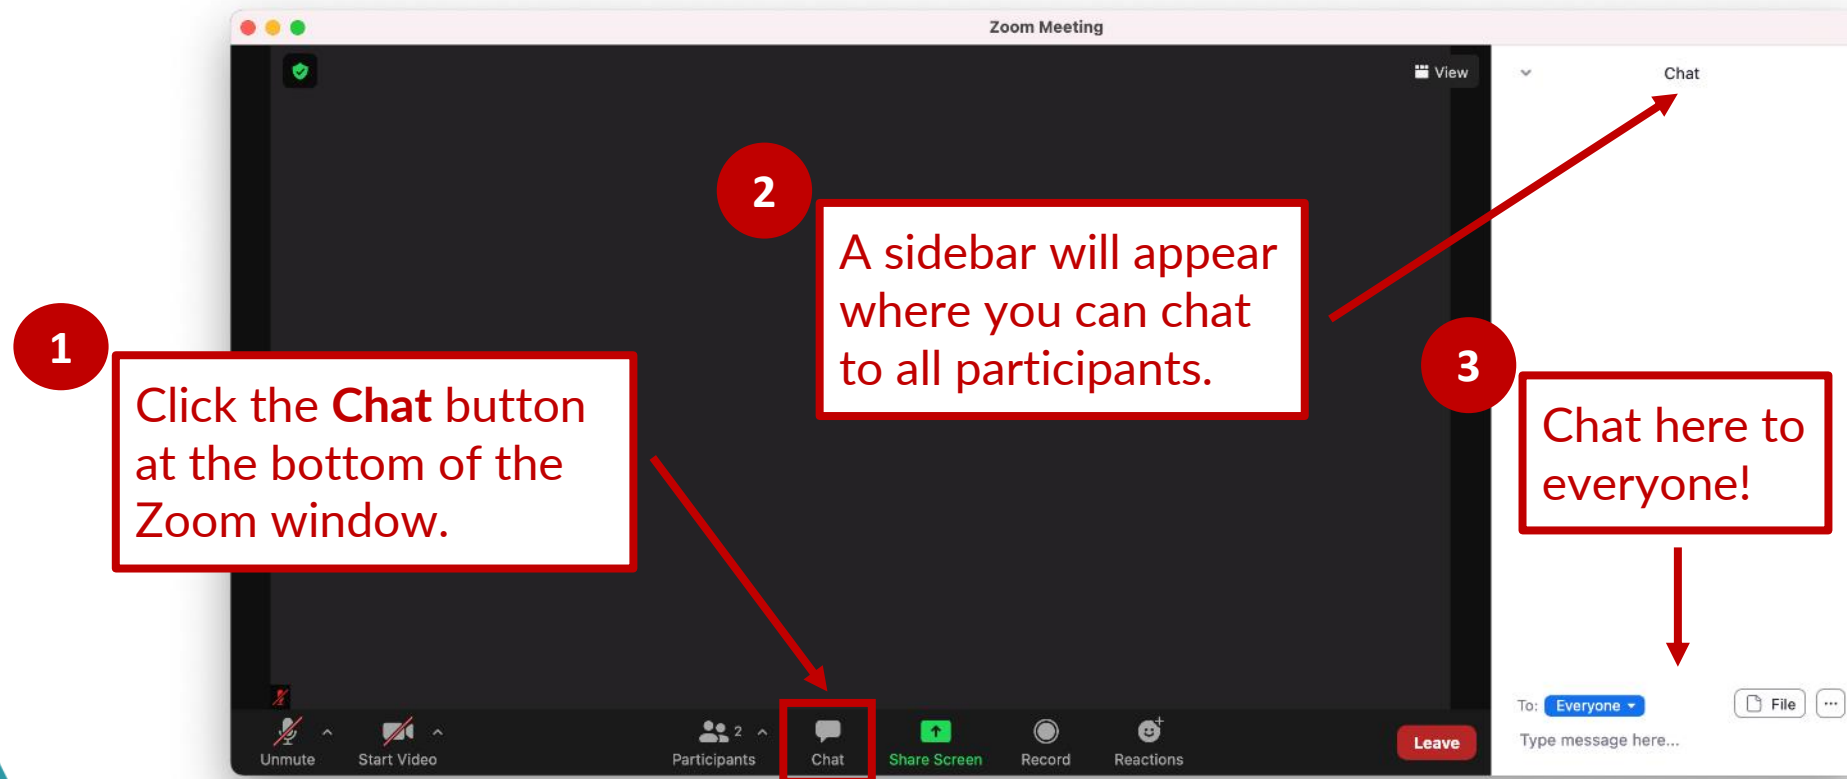 Zoom Meeting
View
Chat
2
A sidebar will appear
where you can chat
to all participants.
1
Click the Chat button
at the bottom of the
Zoom window.
3
Chat here to
everyone!
To: Everyone
File
Type message here...
Unmute
Start Video
2
Participants
Chat
Share Screen
Record
Reactions
Leave